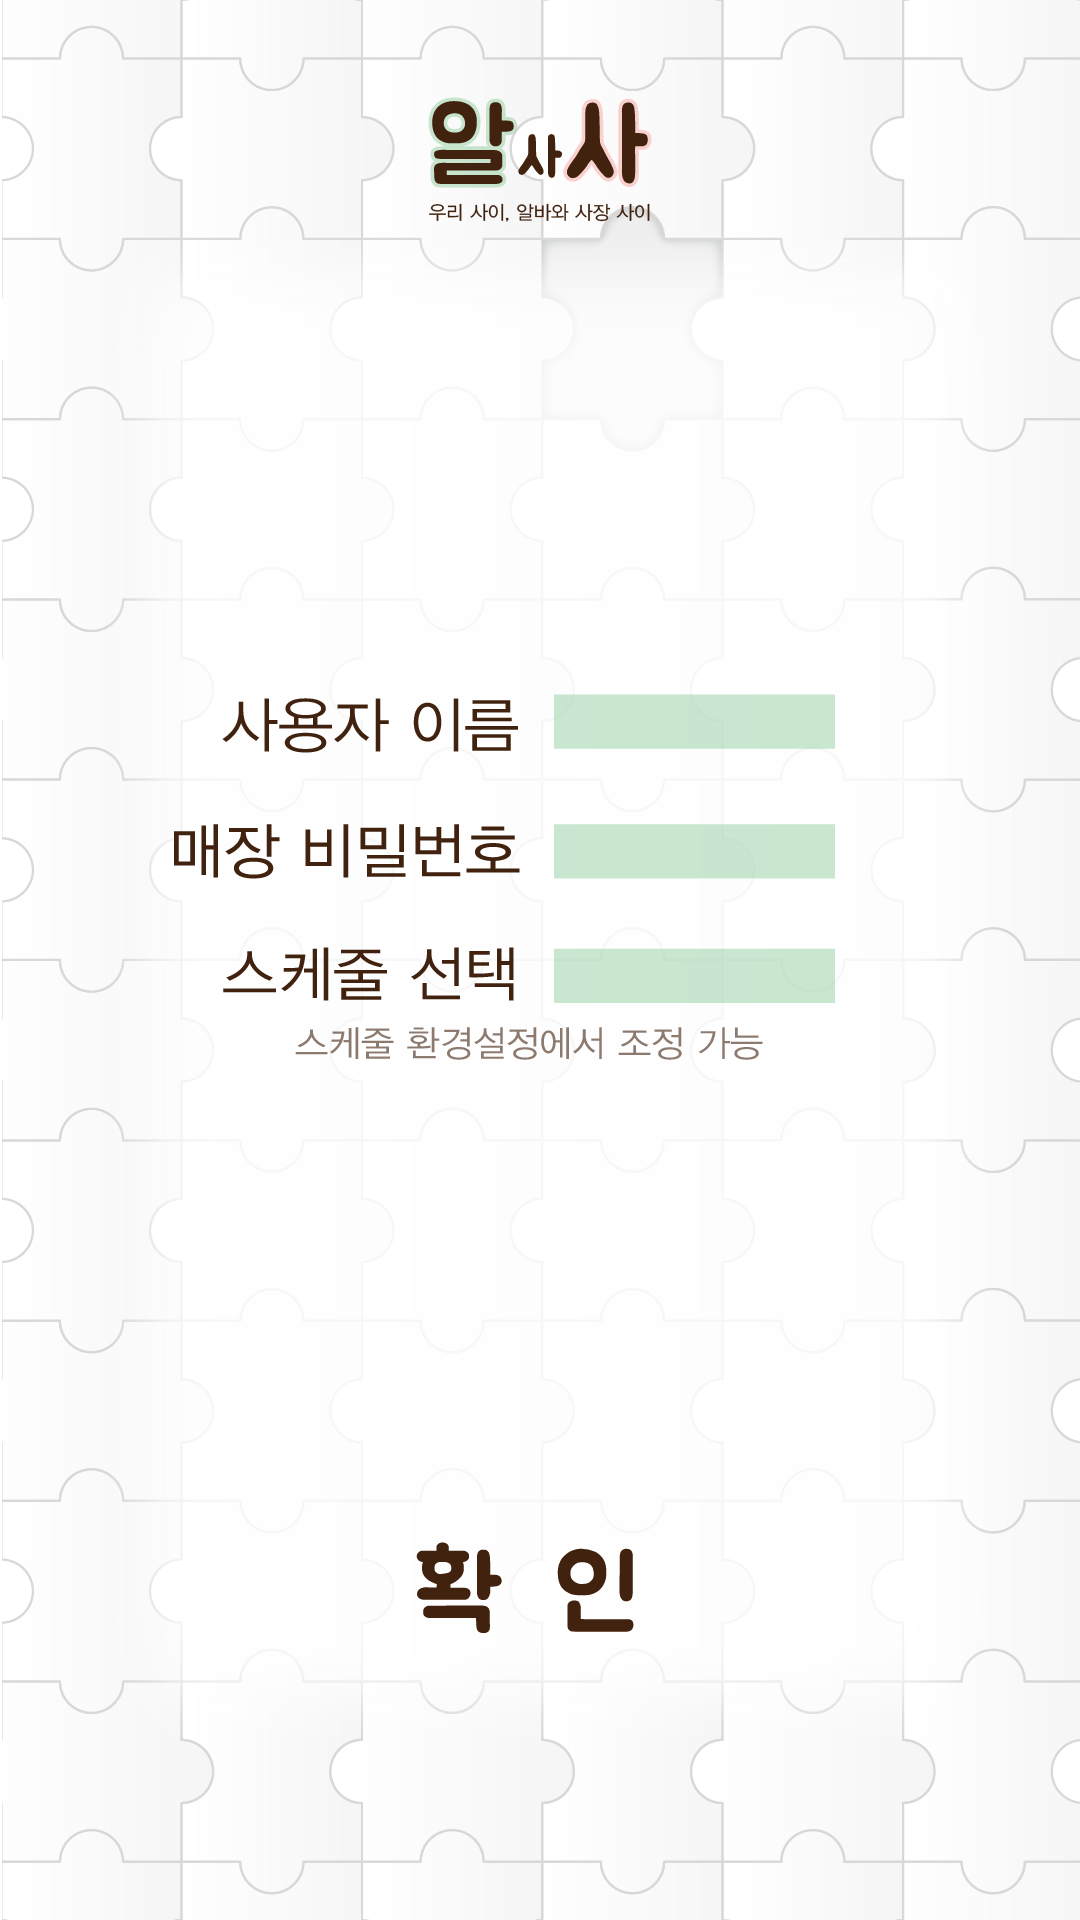 알사사
우리 사이, 알바와 사장 사이
사용자 이름
매장 비밀번호
스케줄 선택
스케줄 환경설정에서 조정 가능
확 인